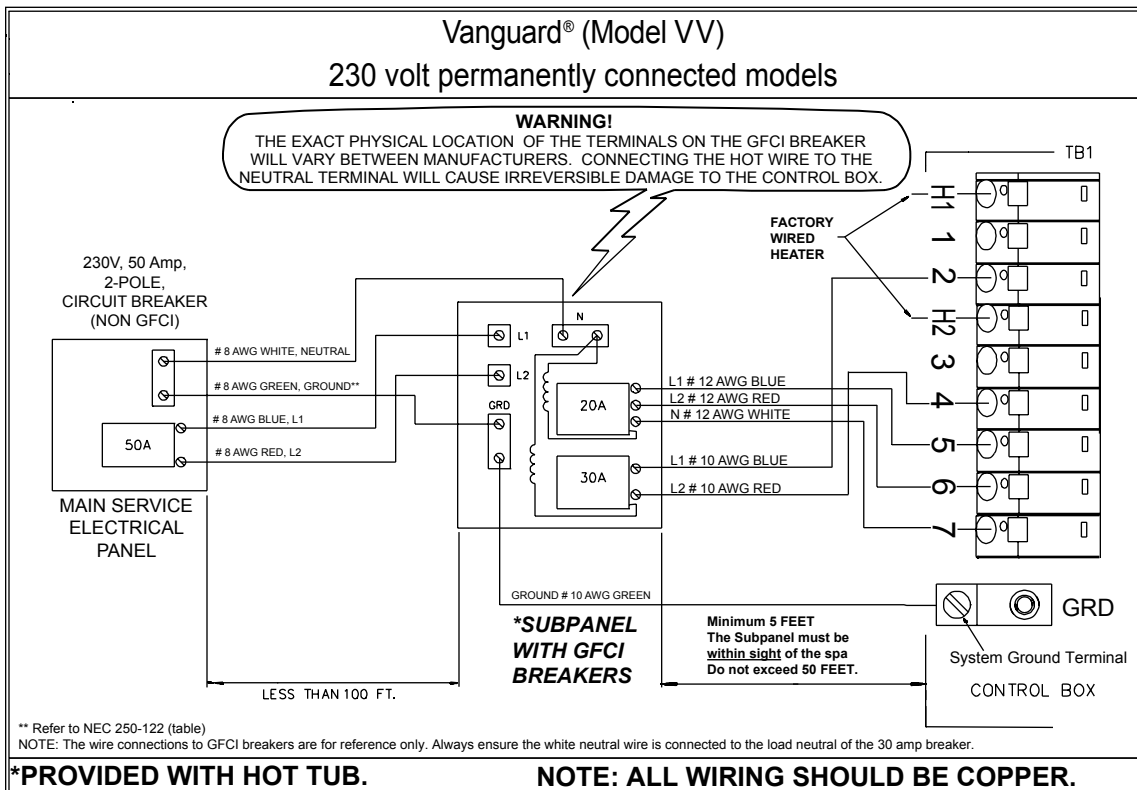 Vanguard® (Model VV)
230 volt permanently connected models
WARNING!
THE EXACT PHYSICAL LOCATION OF THE TERMINALS ON THE GFCI BREAKER
WILL VARY BETWEEN MANUFACTURERS. CONNECTING THE HOT WIRE TO THE
NEUTRAL TERMINAL WILL CAUSE IRREVERSIBLE DAMAGE TO THE CONTROL BOX.
230V, 50 Amp,
2-POLE,
CIRCUIT BREAKER
(NON GFCI)
# 8 AWG WHITE, NEUTRAL
# 8 AWG GREEN, GROUND**
# 8 AWG BLUE, L1
# 8 AWG RED, L2
50A
MAIN SERVICE
ELECTRICAL
PANEL
N
L1
L2
GRD
20A
30A
L1 # 12 AWG BLUE
L2 # 12 AWG RED
N # 12 AWG WHITE
L1 # 10 AWG BLUE
L2 # 10 AWG RED
FACTORY
WIRED
HEATER
TB1
H1
1
2
H2
3
4
5
6
7
GROUND # 10 AWG GREEN
*SUBPANEL
WITH GFCI
BREAKERS
Minimum 5 FEET
The Subpanel must be
within sight of the spa
Do not exceed 50 FEET.
GRD
System Ground Terminal
CONTROL BOX
LESS THAN 100 FT.
** Refer to NEC 250-122 (table)
NOTE: The wire connections to GFCI breakers are for reference only. Always ensure the white neutral wire is connected to the load neutral of the 30 amp breaker.
*PROVIDED WITH HOT TUB.
NOTE: ALL WIRING SHOULD BE COPPER.